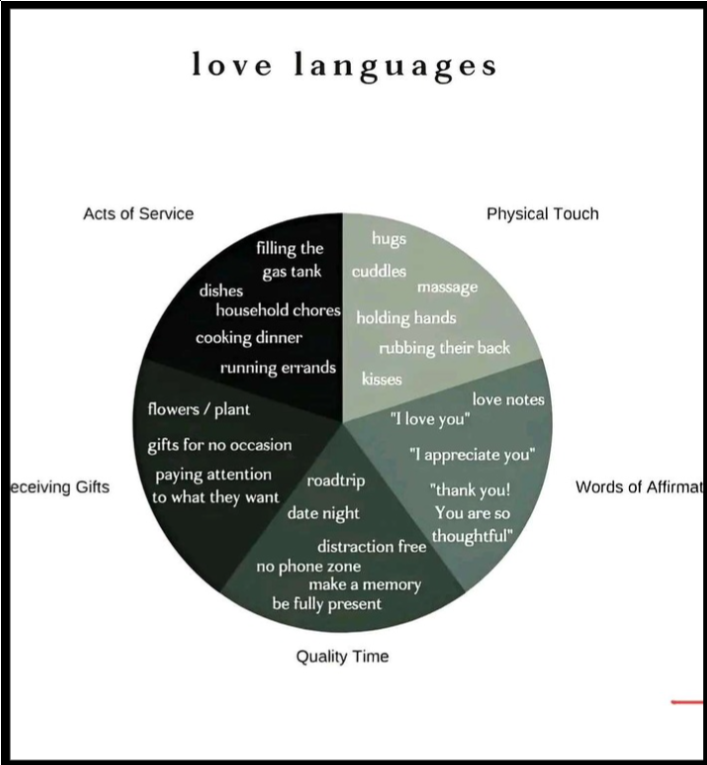 love languages
Acts of Service
Physical Touch
filling the
gas tank
dishes
household chores
cooking dinner
running errands
hugs
cuddles
massage
holding hands
rubbing their back
kisses
love notes
"I love you"
"I appreciate you"
"thank you!
You are so
thoughtful"
Words of Affirmat
flowers / plant
gifts for no occasion
paying attention
to what they want
eceiving Gifts
roadtrip
date night
distraction free
no phone zone
make a memory
be fully present
Quality Time